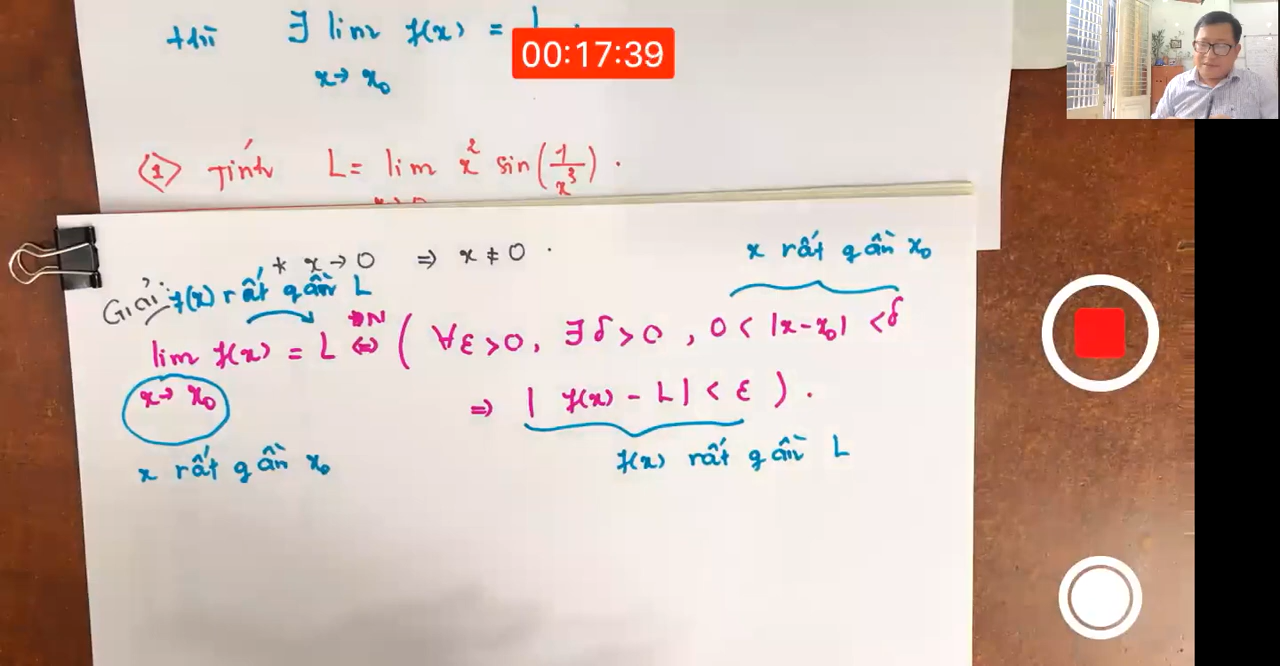 thì ∃ lim f(x) =
x → x₀
00:17:39
① Tính L = lim x² sin(1/x³) .
* x → 0 ⇒ x ≠ 0 .
x rất gần x₀
Giải:
f(x) rất gần L
lim f(x) = L ⇔ ĐN ( ∀ε > 0, ∃ δ > 0 , 0 < |x - x₀| < δ
x → x₀
⇒ | f(x) - L| < ε ) .
x rất gần x₀
f(x) rất gần L